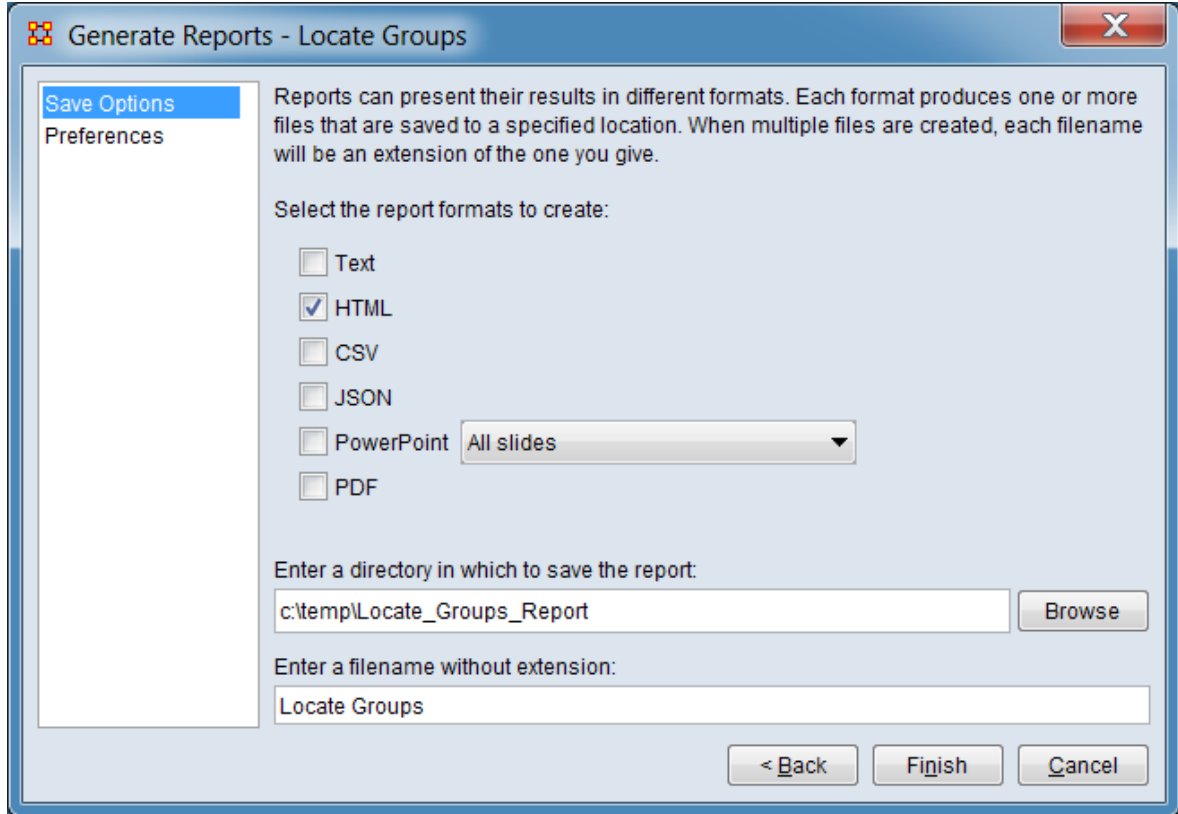 Generate Reports - Locate Groups
Save Options
Preferences
Reports can present their results in different formats. Each format produces one or more
files that are saved to a specified location. When multiple files are created, each filename
will be an extension of the one you give.
Select the report formats to create:
Text
HTML
CSV
JSON
PowerPoint All slides
PDF
Enter a directory in which to save the report:
c:\temp\Locate_Groups_Report Browse
Enter a filename without extension:
Locate Groups
< Back Finish Cancel